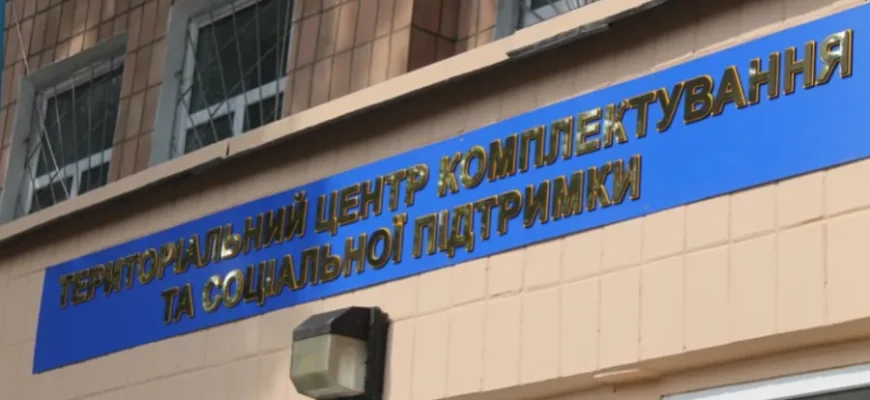 ТЕРИТОРІАЛЬНИЙ ЦЕНТР КОМПЛЕКТУВАННЯ
ТА СОЦІАЛЬНОЇ ПІДТРИМКИ